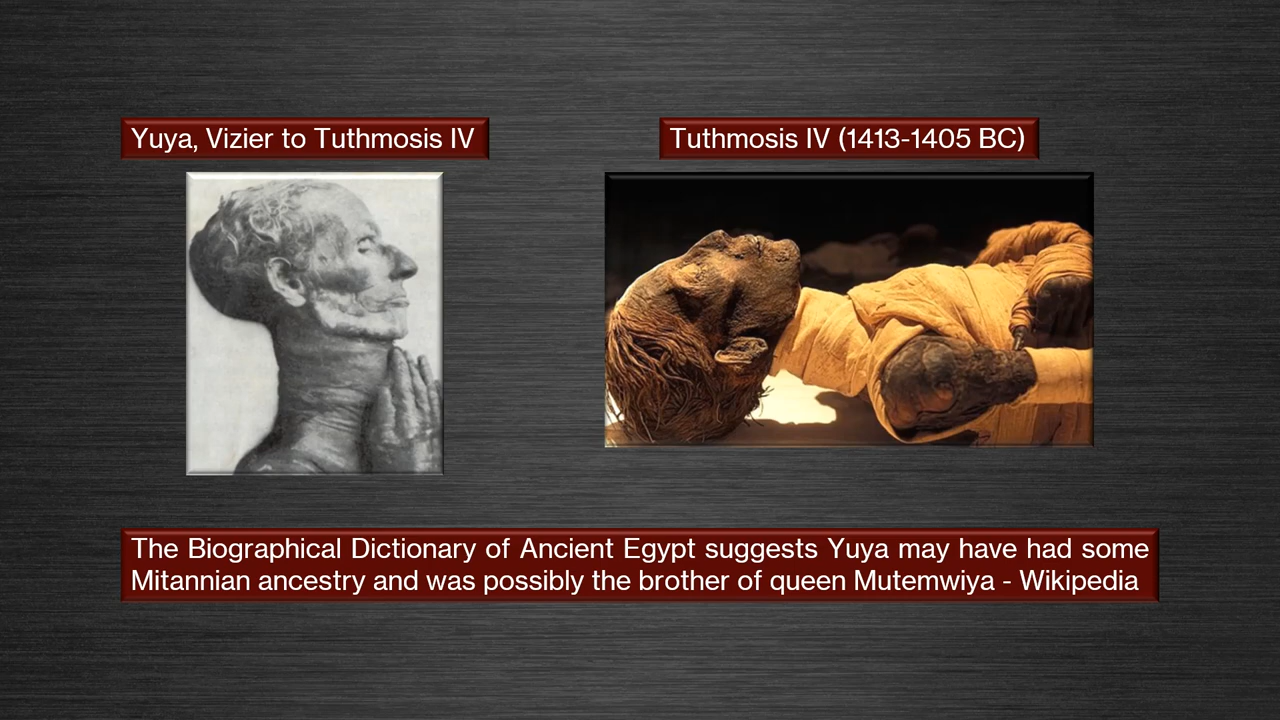 Yuya, Vizier to Tuthmosis IV
Tuthmosis IV (1413-1405 BC)
The Biographical Dictionary of Ancient Egypt suggests Yuya may have had some
Mitannian ancestry and was possibly the brother of queen Mutemwiya - Wikipedia